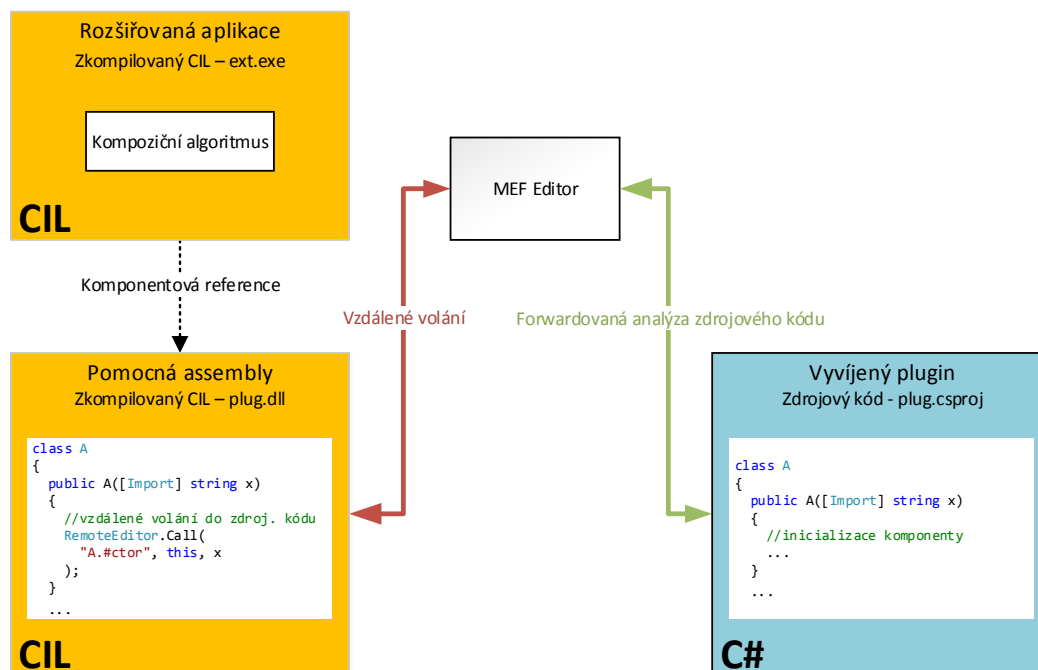 Rozšiřovaná aplikace
Zkompilovaný CIL – ext.exe
Kompoziční algoritmus
CIL
MEF Editor
Komponentová reference
Vzdálené volání
Forwardovaná analýza zdrojového kódu
Pomocná assembly
Zkompilovaný CIL – plug.dll
class A
{
public A([Import] string x)
{
//vzdálené volání do zdroj. kódu
RemoteEditor.Call(
"A.#ctor", this, x
);
}
...
CIL
Vyvíjený plugin
Zdrojový kód - plug.csproj
class A
{
public A([Import] string x)
{
//inicializace komponenty
...
}
...
C#